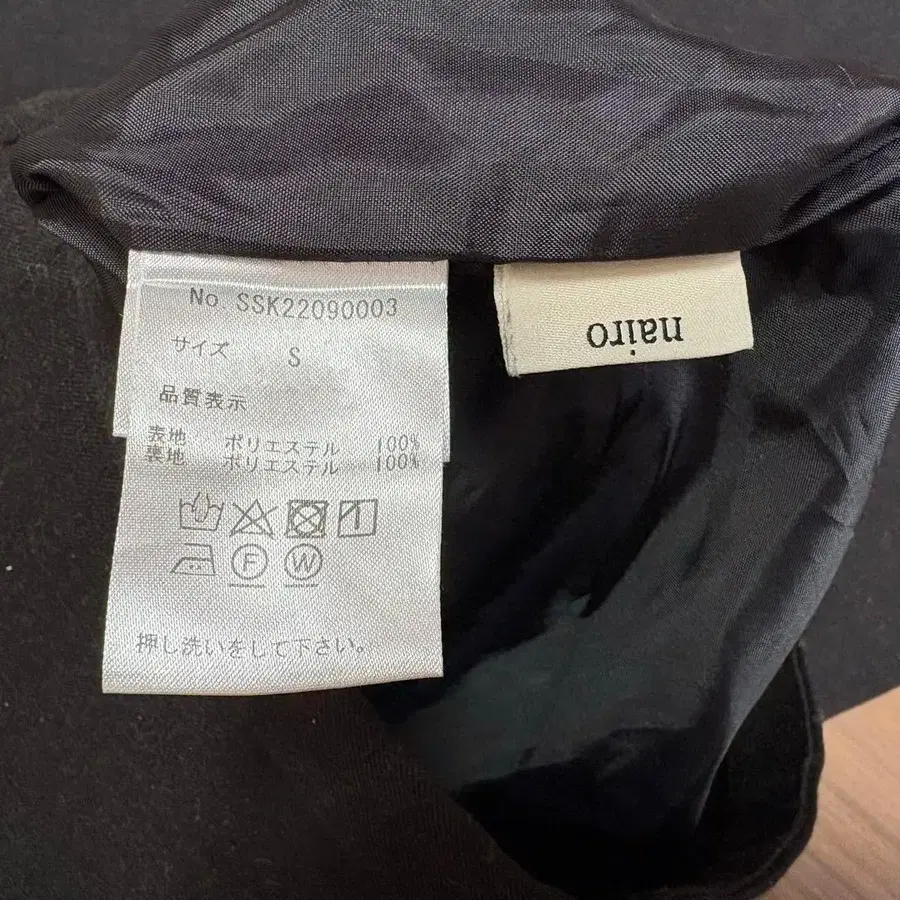 No. SSK22090003
サイズ S
品質表示
表地 ポリエステル 100%
裏地 ポリエステル 100%
F W
押し洗いをして下さい。
nairo